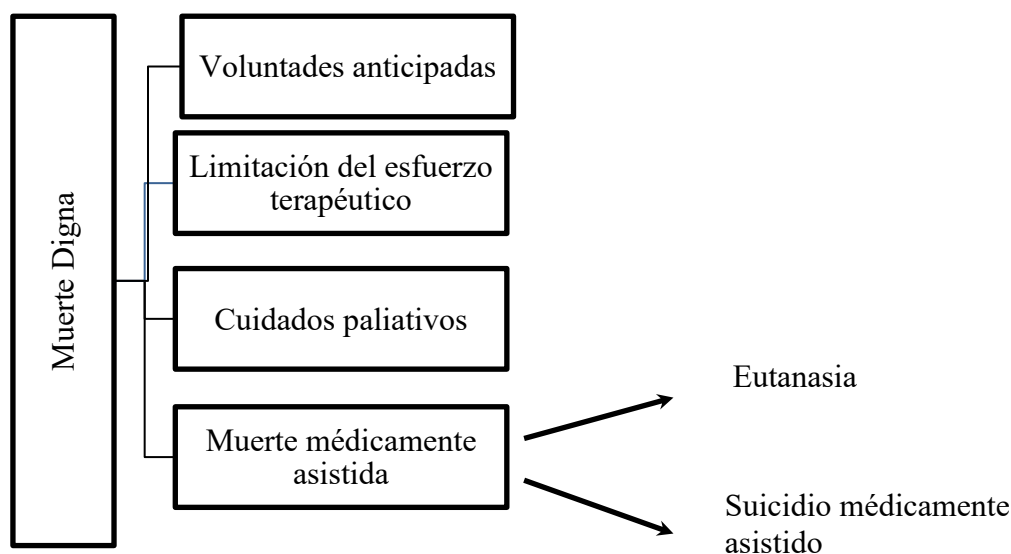 Muerte Digna
Voluntades anticipadas
Limitación del esfuerzo
terapéutico
Cuidados paliativos
Muerte médicamente
asistida
Eutanasia
Suicidio médicamente
asistido